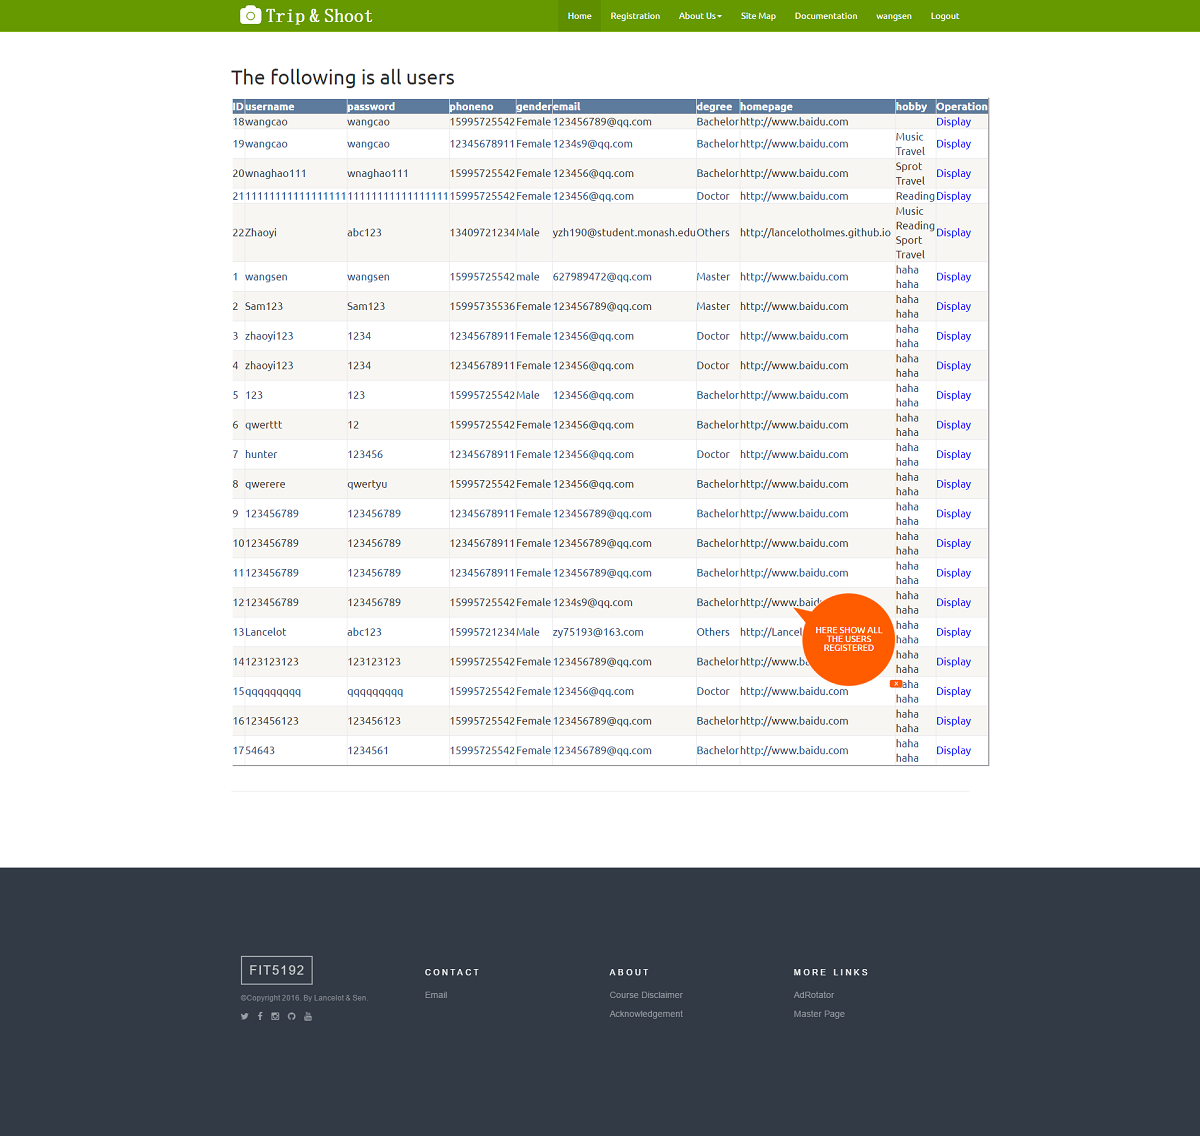 Trip & Shoot Home Registration About Us Site Map Documentation wangsen Logout
The following is all users
ID username password phoneno gender email degree homepage hobby Operation
18 wangcao wangcao 15995725542 Female 123456789@qq.com Bachelor http://www.baidu.com Display
19 wangcao wangcao 12345678911 Female 1234s9@qq.com Bachelor http://www.baidu.com Music Travel Display
20 wnaghao111 wnaghao111 15995725542 Female 123456@qq.com Bachelor http://www.baidu.com Sprot Travel Display
21 15995725542 Female 123456@qq.com Doctor http://www.baidu.com Reading Display
22 Zhaoyi abc123 13409721234 Male yzh190@student.monash.edu Others http://lancelotholmes.github.io Music Reading Sport Travel Display
1 wangsen wangsen 15995725542 male 627989472@qq.com Master http://www.baidu.com haha haha Display
2 Sam123 Sam123 15995735536 Female 123456789@qq.com Master http://www.baidu.com haha haha Display
3 zhaoyi123 1234 12345678911 Female 123456@qq.com Doctor http://www.baidu.com haha haha Display
4 zhaoyi123 1234 12345678911 Female 123456@qq.com Doctor http://www.baidu.com haha haha Display
5 123 123 15995725542 Male 123456@qq.com Bachelor http://www.baidu.com haha haha Display
6 qwerttt 12 15995725542 Female 123456@qq.com Bachelor http://www.baidu.com haha haha Display
7 hunter 123456 12345678911 Female 123456@qq.com Doctor http://www.baidu.com haha haha Display
8 qwerere qwertyu 15995725542 Female 123456@qq.com Bachelor http://www.baidu.com haha haha Display
9 123456789 123456789 12345678911 Female 123456789@qq.com Bachelor http://www.baidu.com haha haha Display
10 123456789 123456789 12345678911 Female 123456789@qq.com Bachelor http://www.baidu.com haha haha Display
11 123456789 123456789 12345678911 Female 123456789@qq.com Bachelor http://www.baidu.com haha haha Display
12 123456789 123456789 15995725542 Female 1234s9@qq.com Bachelor http://www.baid haha haha Display
13 Lancelot abc123 15995721234 Male zy75193@163.com Others http://Lancel haha haha Display
14 123123123 123123123 15995725542 Female 123456789@qq.com Bachelor http://www.b haha haha Display
15 qqqqqqqqq qqqqqqqqq 15995725542 Female 123456@qq.com Doctor http://www.baidu.com haha haha Display
16 123456123 123456123 15995725542 Female 123456789@qq.com Bachelor http://www.baidu.com haha haha Display
17 54643 1234561 15995725542 Female 123456789@qq.com Bachelor http://www.baidu.com haha haha Display
HERE SHOW ALL
THE USERS
REGISTERED
x
FIT5192
©Copyright 2016. By Lancelot & Sen.
CONTACT
Email
ABOUT
Course Disclaimer
Acknowledgement
MORE LINKS
AdRotator
Master Page